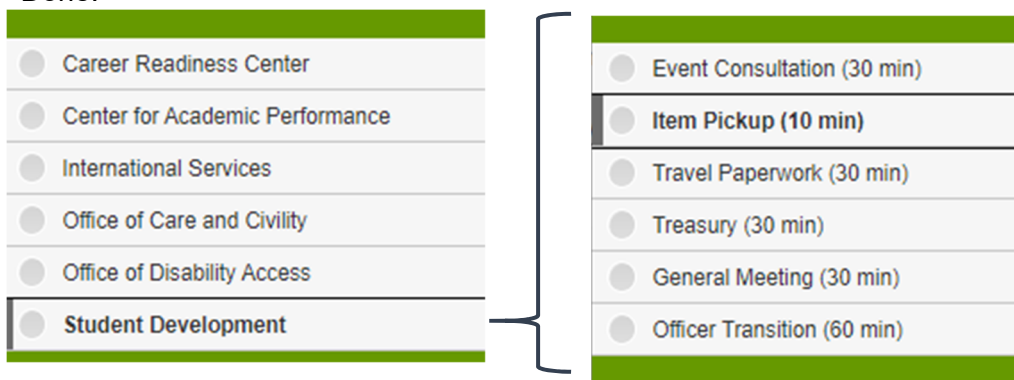 Career Readiness Center
Center for Academic Performance
International Services
Office of Care and Civility
Office of Disability Access
Student Development
Event Consultation (30 min)
Item Pickup (10 min)
Travel Paperwork (30 min)
Treasury (30 min)
General Meeting (30 min)
Officer Transition (60 min)